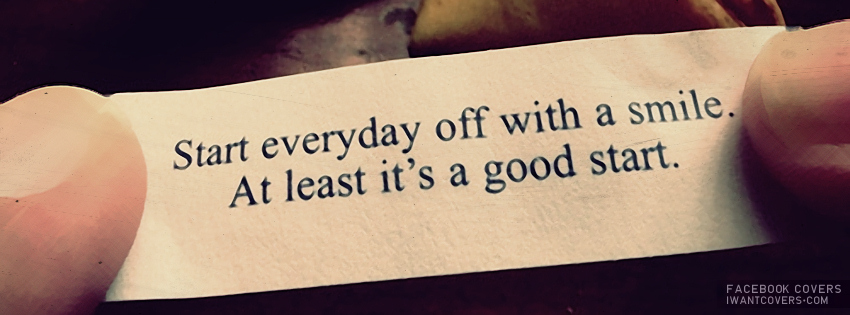 Start everyday off with a smile.
At least it's a good start.
FACEBOOK COVERS
IWANTCOVERS.COM